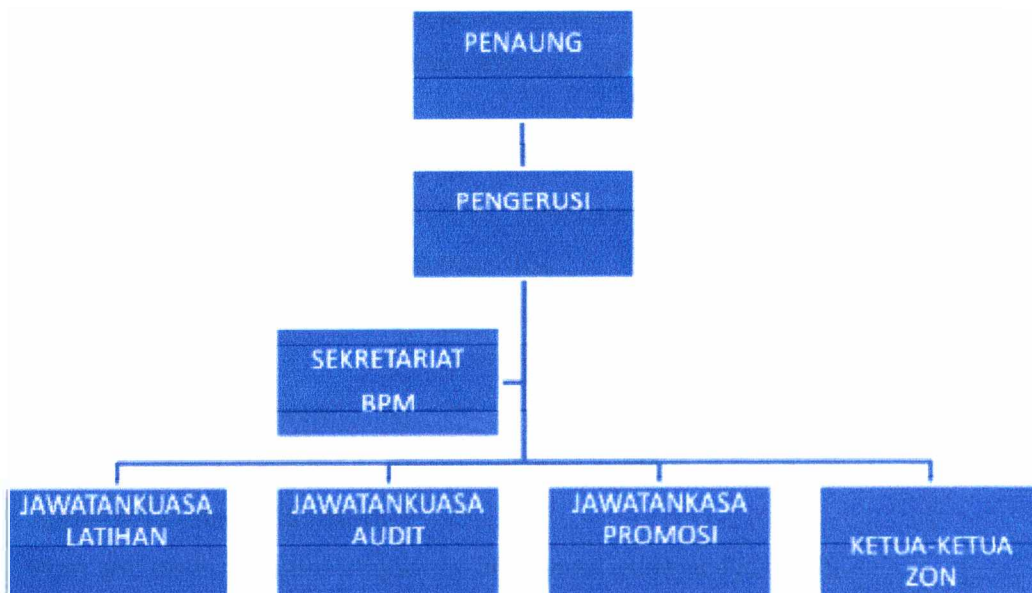 PENAUNG
PENGERUSI
SEKRETARIAT
BPM
JAWATANKUASA
LATIHAN
JAWATANKUASA
AUDIT
JAWATANKASA
PROMOSI
KETUA-KETUA
ZON